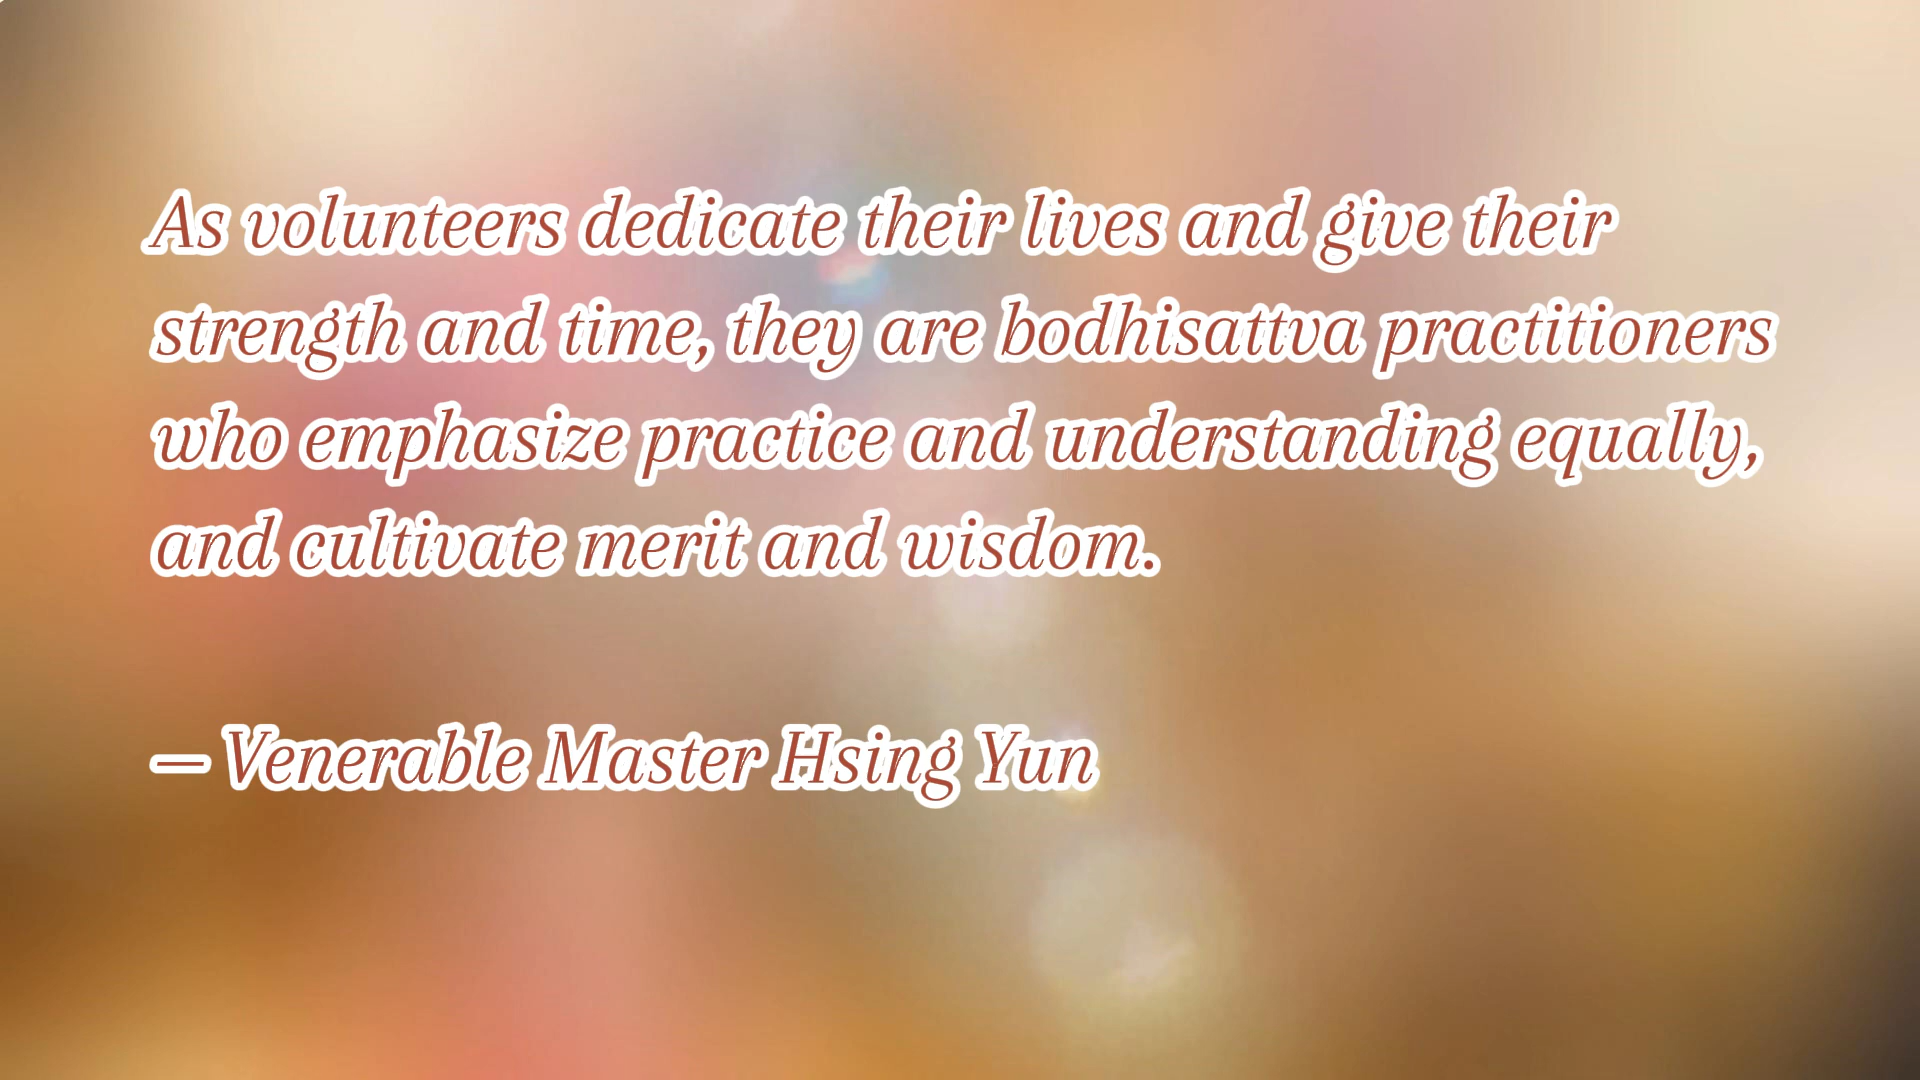 As volunteers dedicate their lives and give their
strength and time, they are bodhisattva practitioners
who emphasize practice and understanding equally,
and cultivate merit and wisdom.
— Venerable Master Hsing Yun